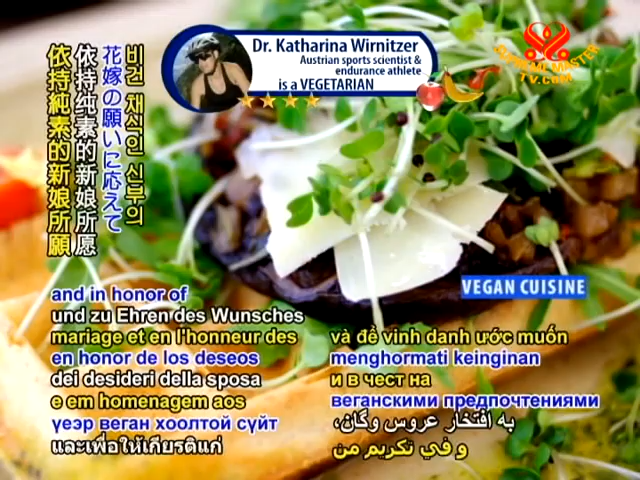 Dr. Katharina Wirnitzer
Austrian sports scientist &
endurance athlete
is a VEGETARIAN
SUPREME MASTER
TV.COM
비건 채식인 신부의
花嫁の願いに応えて
依持纯素的新娘所愿
依持純素的新娘所願
VEGAN CUISINE
and in honor of
und zu Ehren des Wunsches
mariage et en l'honneur des
en honor de los deseos
dei desideri della sposa
e em homenagem aos
үеэр веган хоолтой сүйт
และเพื่อให้เกียรติแก่
và để vinh danh ước muốn
menghormati keinginan
и в чест на
веганскими предпочтениями
به افتخار عروس وگان،
و في تكريم من